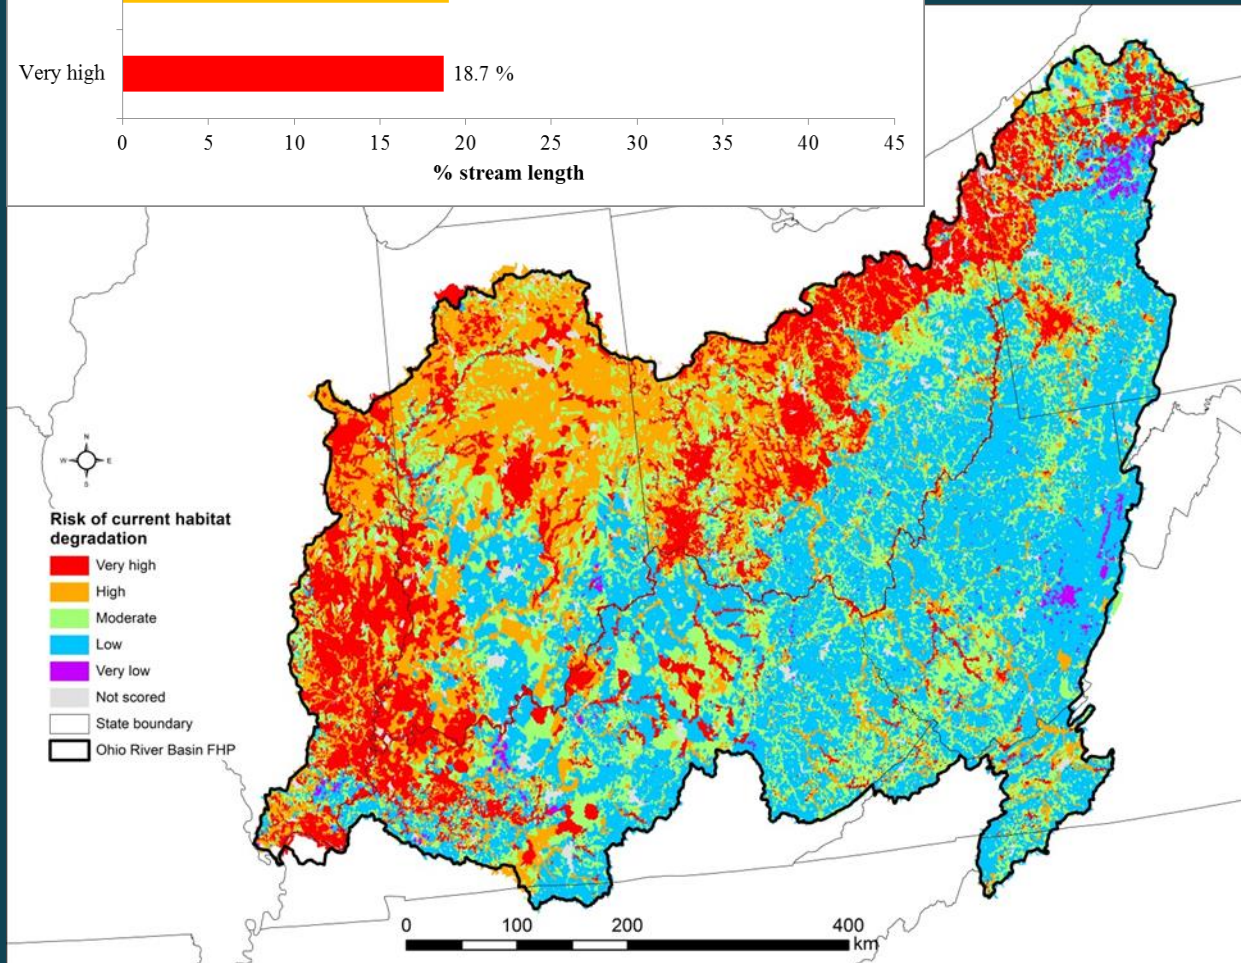 Very high
18.7 %
0 5 10 15 20 25 30 35 40 45
% stream length
N
W E
S
Risk of current habitat
degradation
Very high
High
Moderate
Low
Very low
Not scored
State boundary
Ohio River Basin FHP
0 100 200 400
km